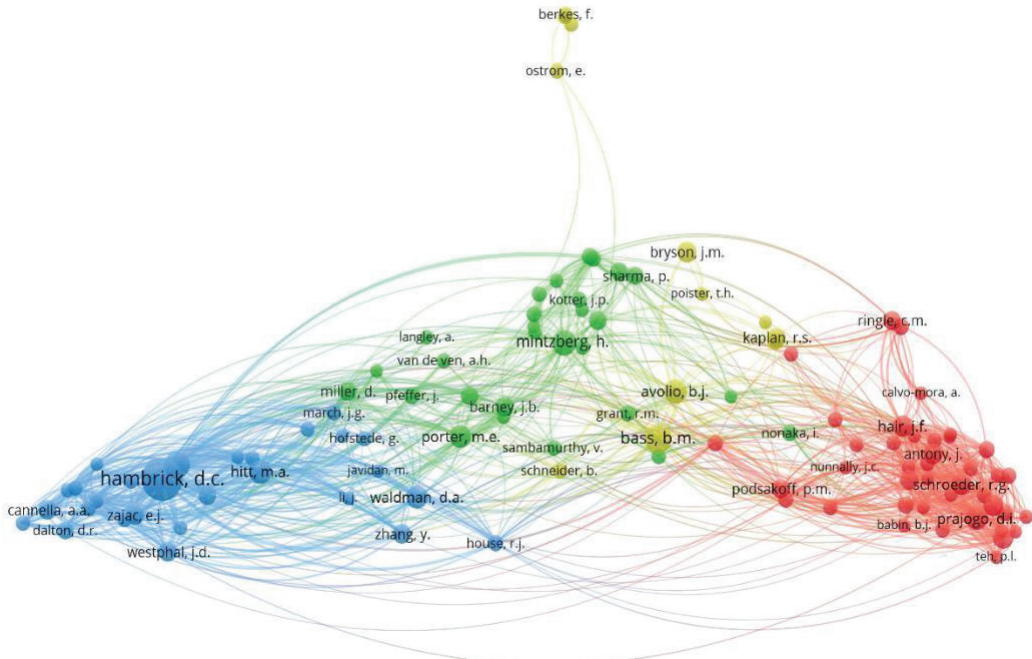 berkes, f.
ostrom, e.
bryson, j.m.
sharma, p.
poister, t.h.
kotter, j.p.
ringle, c.m.
langley, a.
mintzberg, h.
kaplan, r.s.
van de ven, a.h.
miller, d.
pfeffer, j.
avolio, b.j.
calvo-mora, a.
march, j.g.
barney, j.b.
grant, r.m.
hair, j.f.
hofstede, g.
porter, m.e.
bass, b.m.
nonaka, i.
sambamurthy, v.
antony, j.
hambrick, d.c.
hitt, m.a.
javidan, m.
schneider, b.
nunnally, j.c.
schroeder, r.g.
li, j.
waldman, d.a.
podsakoff, p.m.
cannella, a.a.
zajac, e.j.
prajogo, d.i.
dalton, d.r.
babin, b.j.
zhang, y.
house, r.j.
westphal, j.d.
teh, p.l.